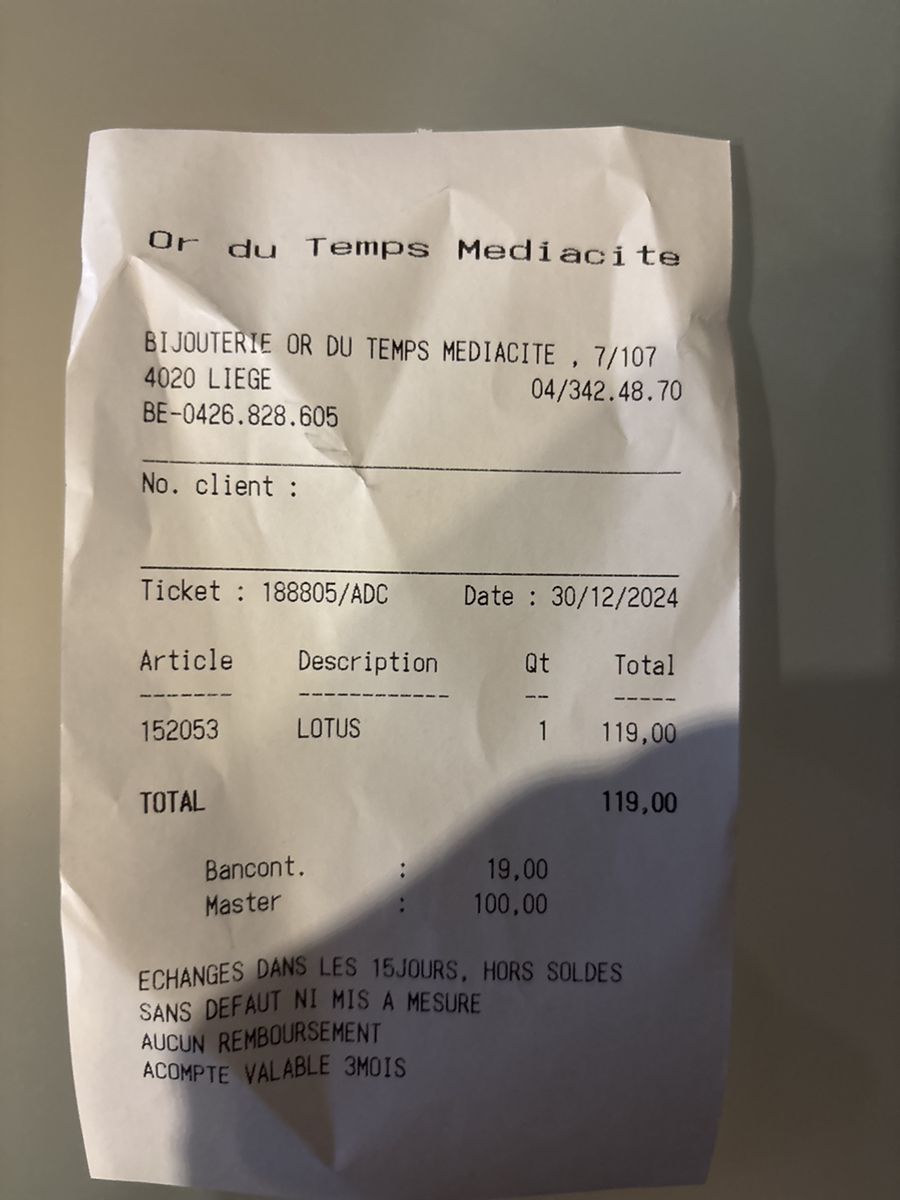 Or du Temps Mediacite
BIJOUTERIE OR DU TEMPS MEDIACITE , 7/107
4020 LIEGE 04/342.48.70
BE-0426.828.605
No. client :
Ticket : 188805/ADC Date : 30/12/2024
Article Description Qt Total
------- ------------ -- -----
152053 LOTUS 1 119,00
TOTAL 119,00
Bancont. : 19,00
Master : 100,00
ECHANGES DANS LES 15JOURS, HORS SOLDES
SANS DEFAUT NI MIS A MESURE
AUCUN REMBOURSEMENT
ACOMPTE VALABLE 3MOIS